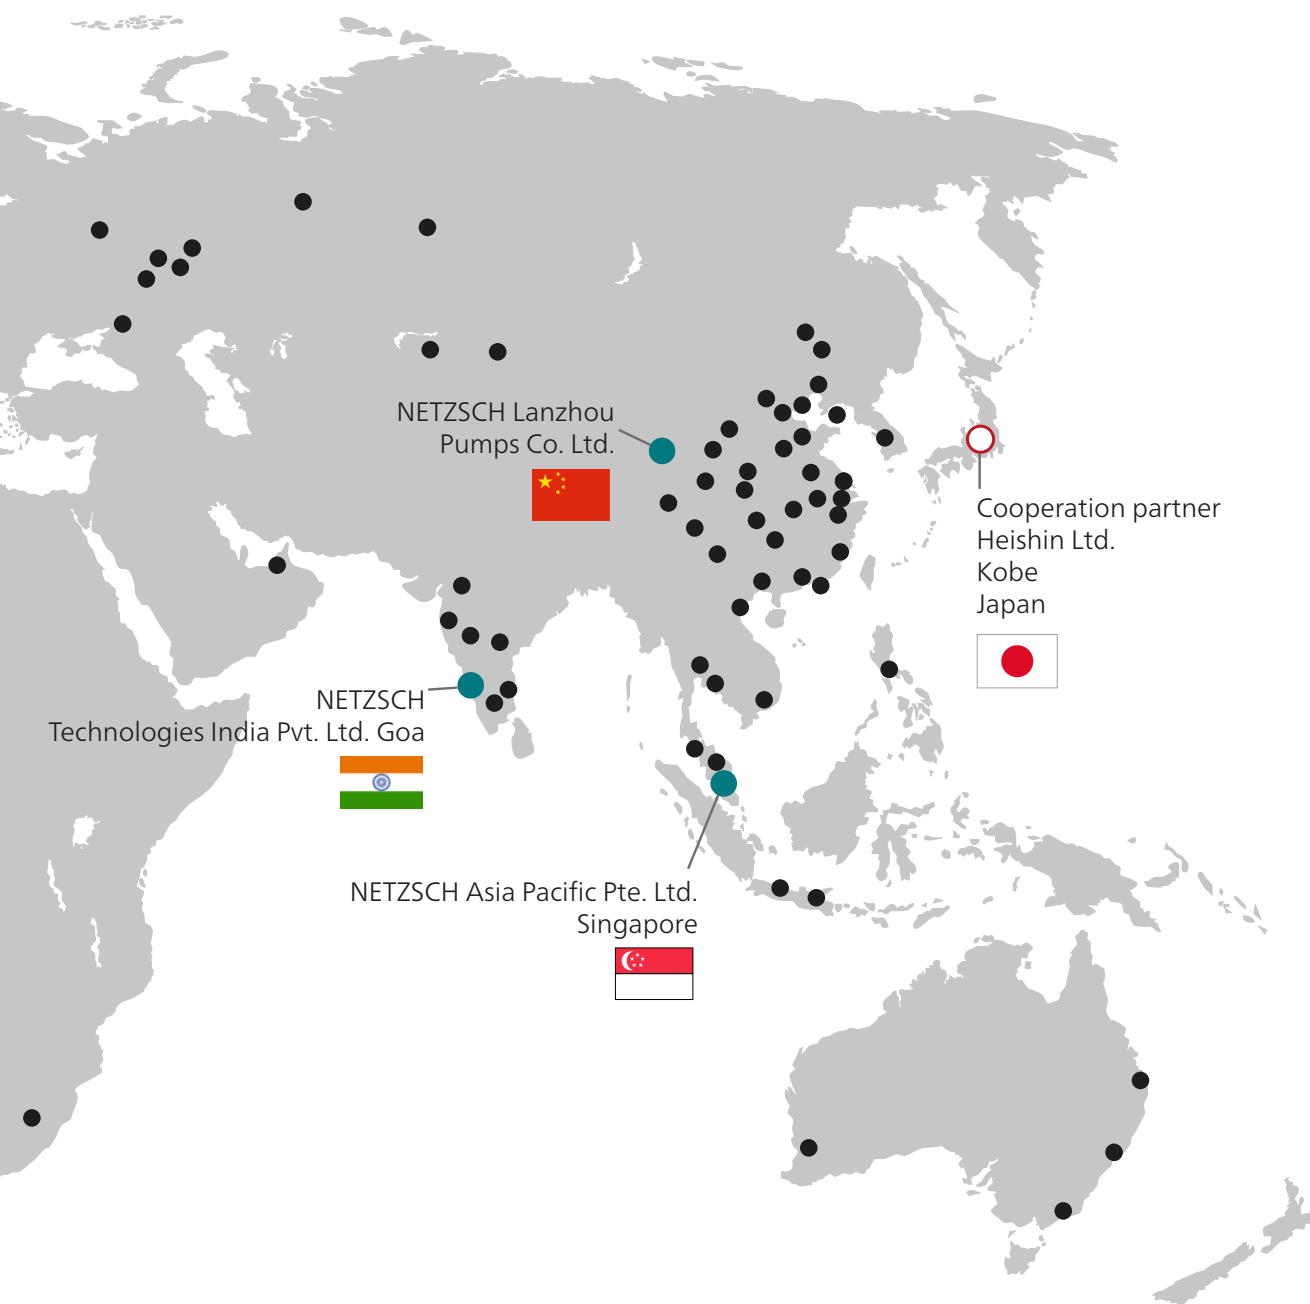 NETZSCH Lanzhou
Pumps Co. Ltd.
Cooperation partner
Heishin Ltd.
Kobe
Japan
NETZSCH
Technologies India Pvt. Ltd. Goa
NETZSCH Asia Pacific Pte. Ltd.
Singapore